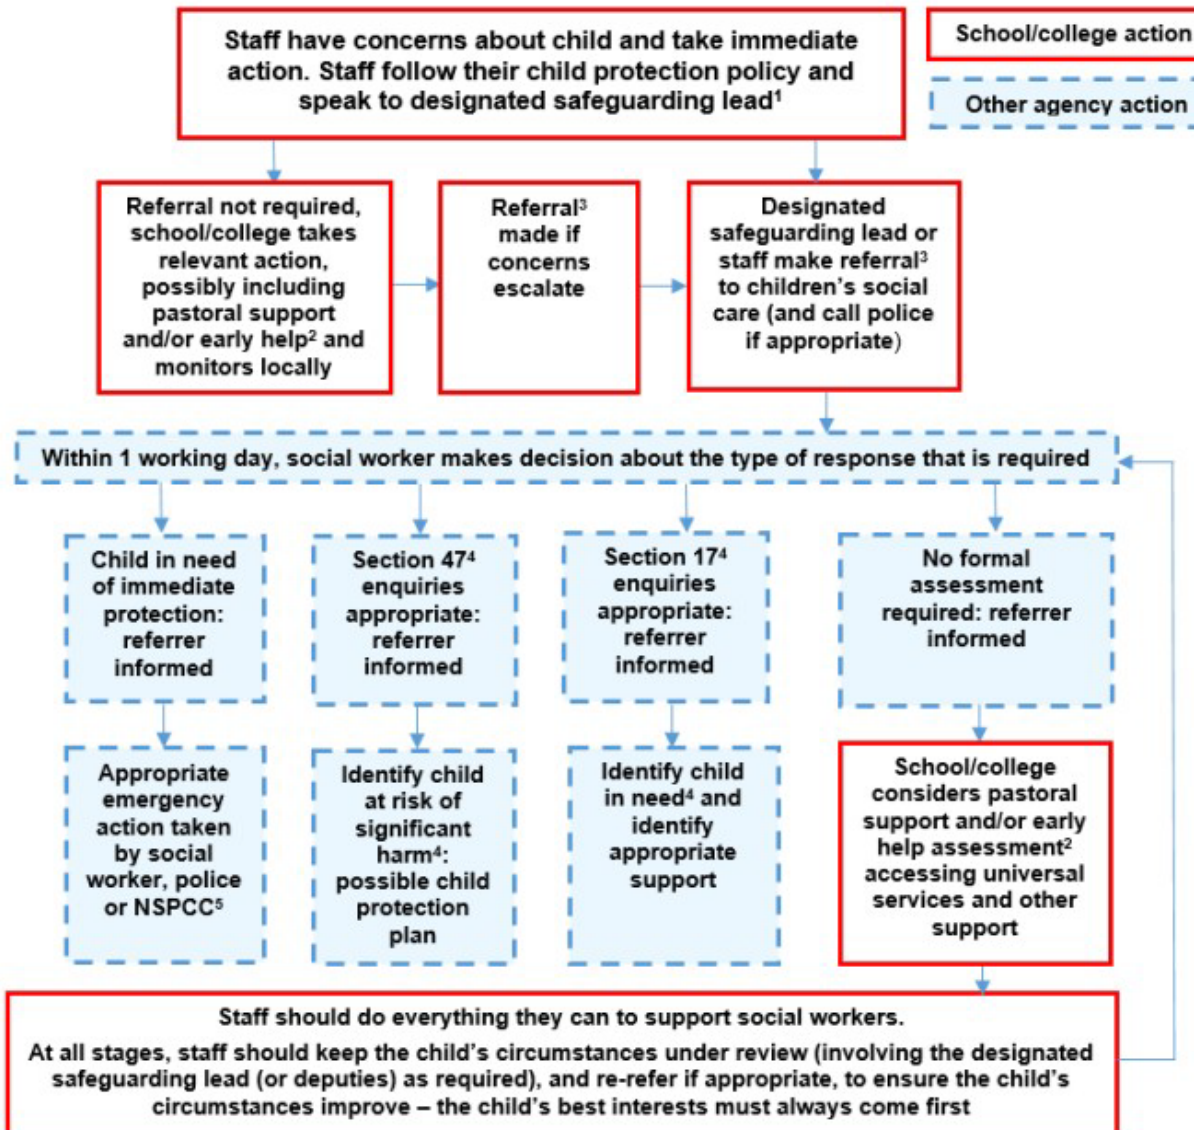 Staff have concerns about child and take immediate
action. Staff follow their child protection policy and
speak to designated safeguarding lead¹
School/college action
Other agency action
Referral not required,
school/college takes
relevant action,
possibly including
pastoral support
and/or early help² and
monitors locally
Referral³
made if
concerns
escalate
Designated
safeguarding lead or
staff make referral³
to children’s social
care (and call police
if appropriate)
Within 1 working day, social worker makes decision about the type of response that is required
Child in need
of immediate
protection:
referrer
informed
Section 47⁴
enquiries
appropriate:
referrer
informed
Section 17⁴
enquiries
appropriate:
referrer
informed
No formal
assessment
required: referrer
informed
Appropriate
emergency
action taken
by social
worker, police
or NSPCC⁵
Identify child
at risk of
significant
harm⁴:
possible child
protection
plan
Identify child
in need⁴ and
identify
appropriate
support
School/college
considers pastoral
support and/or early
help assessment²
accessing universal
services and other
support
Staff should do everything they can to support social workers.
At all stages, staff should keep the child’s circumstances under review (involving the designated
safeguarding lead (or deputies) as required), and re-refer if appropriate, to ensure the child’s
circumstances improve – the child’s best interests must always come first